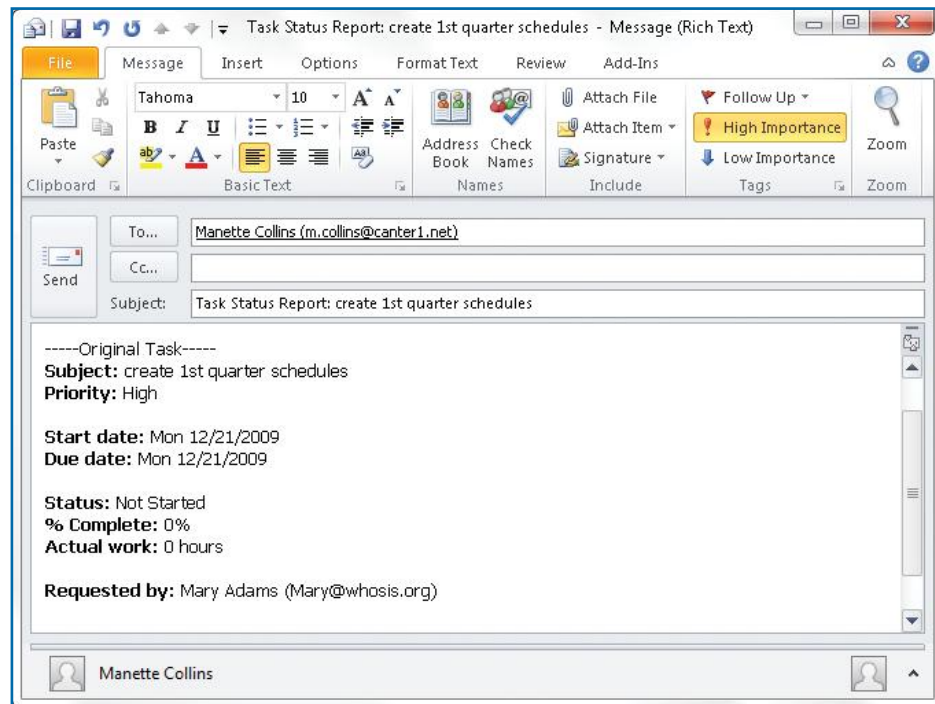 Task Status Report: create 1st quarter schedules - Message (Rich Text)
File Message Insert Options Format Text Review Add-Ins
Paste
Clipboard
Tahoma 10
B I U
Basic Text
Address Book
Check Names
Names
Attach File
Attach Item
Signature
Include
Follow Up
High Importance
Low Importance
Tags
Zoom
Zoom
Send
To... Manette Collins (m.collins@canter1.net)
Cc...
Subject: Task Status Report: create 1st quarter schedules
-----Original Task-----
Subject: create 1st quarter schedules
Priority: High
Start date: Mon 12/21/2009
Due date: Mon 12/21/2009
Status: Not Started
% Complete: 0%
Actual work: 0 hours
Requested by: Mary Adams (Mary@whosis.org)
Manette Collins